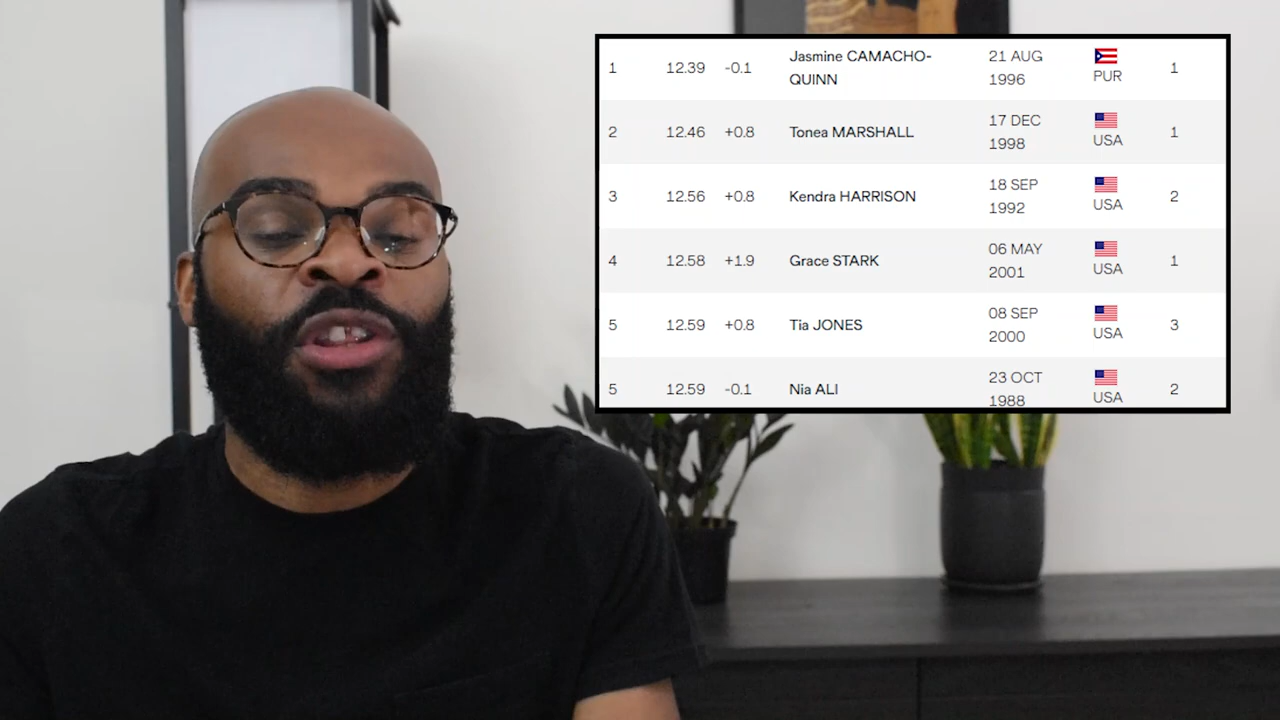 1 12.39 -0.1 Jasmine CAMACHO-QUINN 21 AUG 1996 PUR 1
2 12.46 +0.8 Tonea MARSHALL 17 DEC 1998 USA 1
3 12.56 +0.8 Kendra HARRISON 18 SEP 1992 USA 2
4 12.58 +1.9 Grace STARK 06 MAY 2001 USA 1
5 12.59 +0.8 Tia JONES 08 SEP 2000 USA 3
5 12.59 -0.1 Nia ALI 23 OCT 1988 USA 2